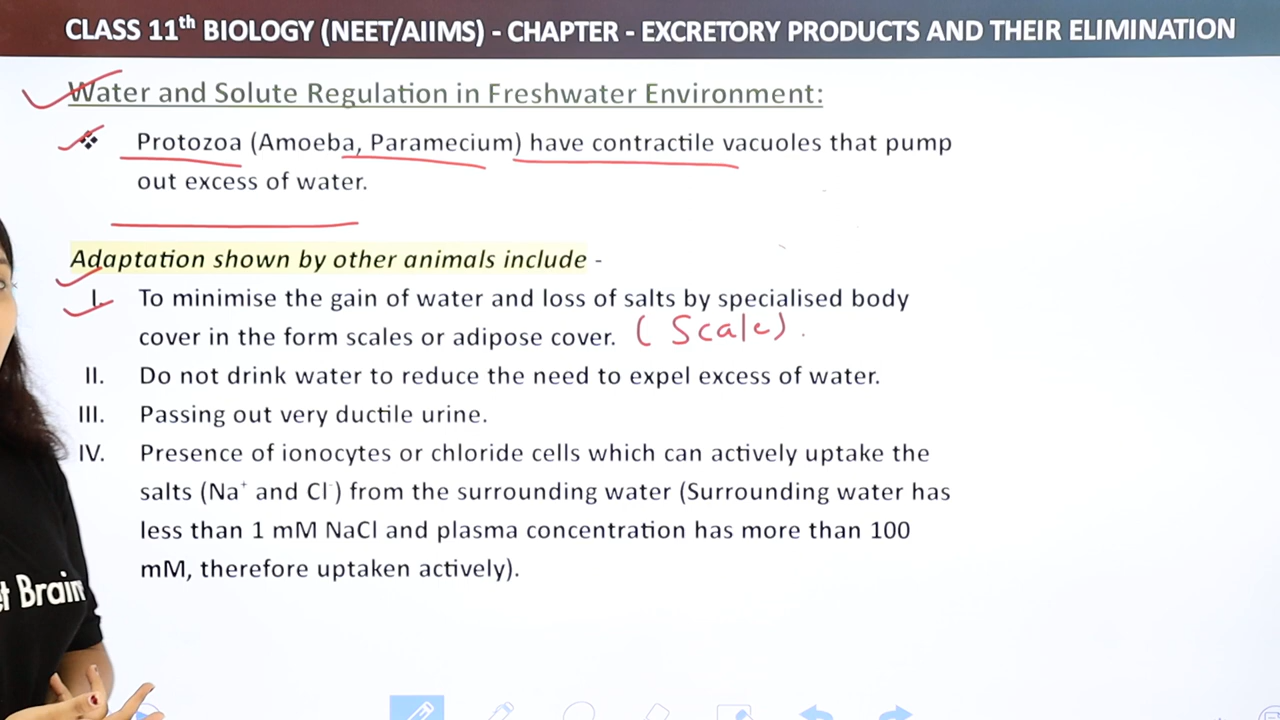 CLASS 11th BIOLOGY (NEET/AIIMS) - CHAPTER - EXCRETORY PRODUCTS AND THEIR ELIMINATION
Water and Solute Regulation in Freshwater Environment:
❖ Protozoa (Amoeba, Paramecium) have contractile vacuoles that pump
out excess of water.
Adaptation shown by other animals include -
I. To minimise the gain of water and loss of salts by specialised body
cover in the form scales or adipose cover. (Scale).
II. Do not drink water to reduce the need to expel excess of water.
III. Passing out very ductile urine.
IV. Presence of ionocytes or chloride cells which can actively uptake the
salts (Na+ and Cl-) from the surrounding water (Surrounding water has
less than 1 mM NaCl and plasma concentration has more than 100
mM, therefore uptaken actively).
t Brain